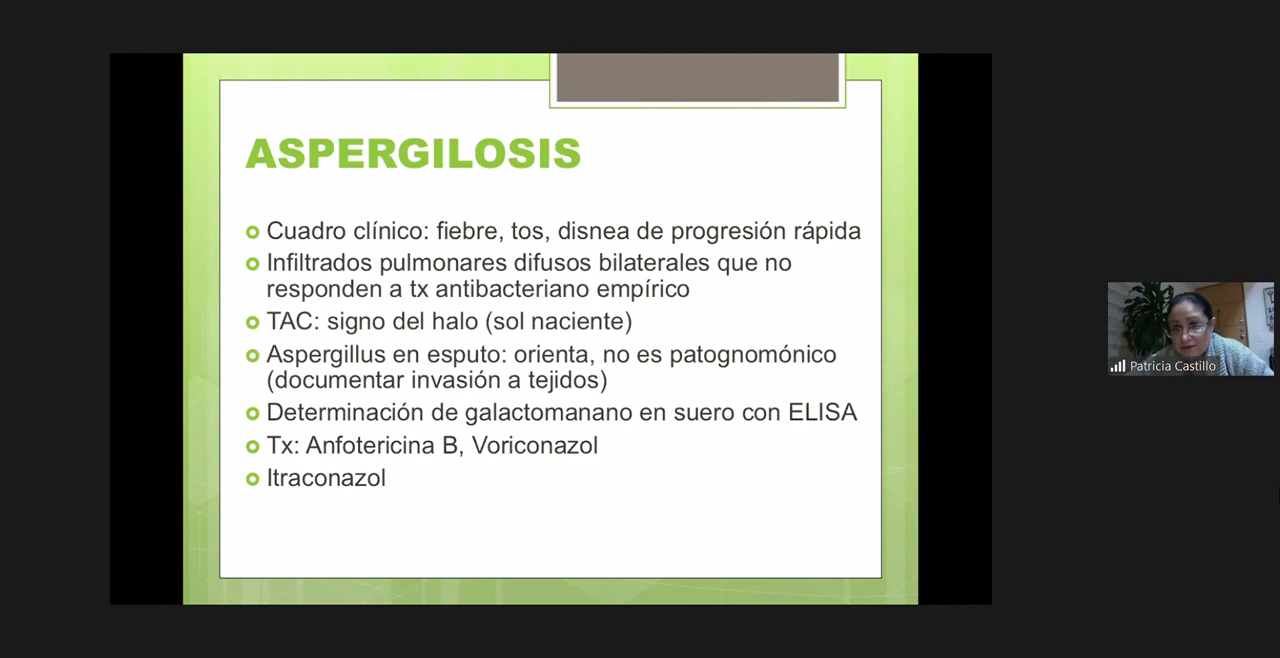 ASPERGILOSIS
Cuadro clínico: fiebre, tos, disnea de progresión rápida
Infiltrados pulmonares difusos bilaterales que no
responden a tx antibacteriano empírico
TAC: signo del halo (sol naciente)
Aspergillus en esputo: orienta, no es patognomónico
(documentar invasión a tejidos)
Determinación de galactomanano en suero con ELISA
Tx: Anfotericina B, Voriconazol
Itraconazol
Patricia Castillo